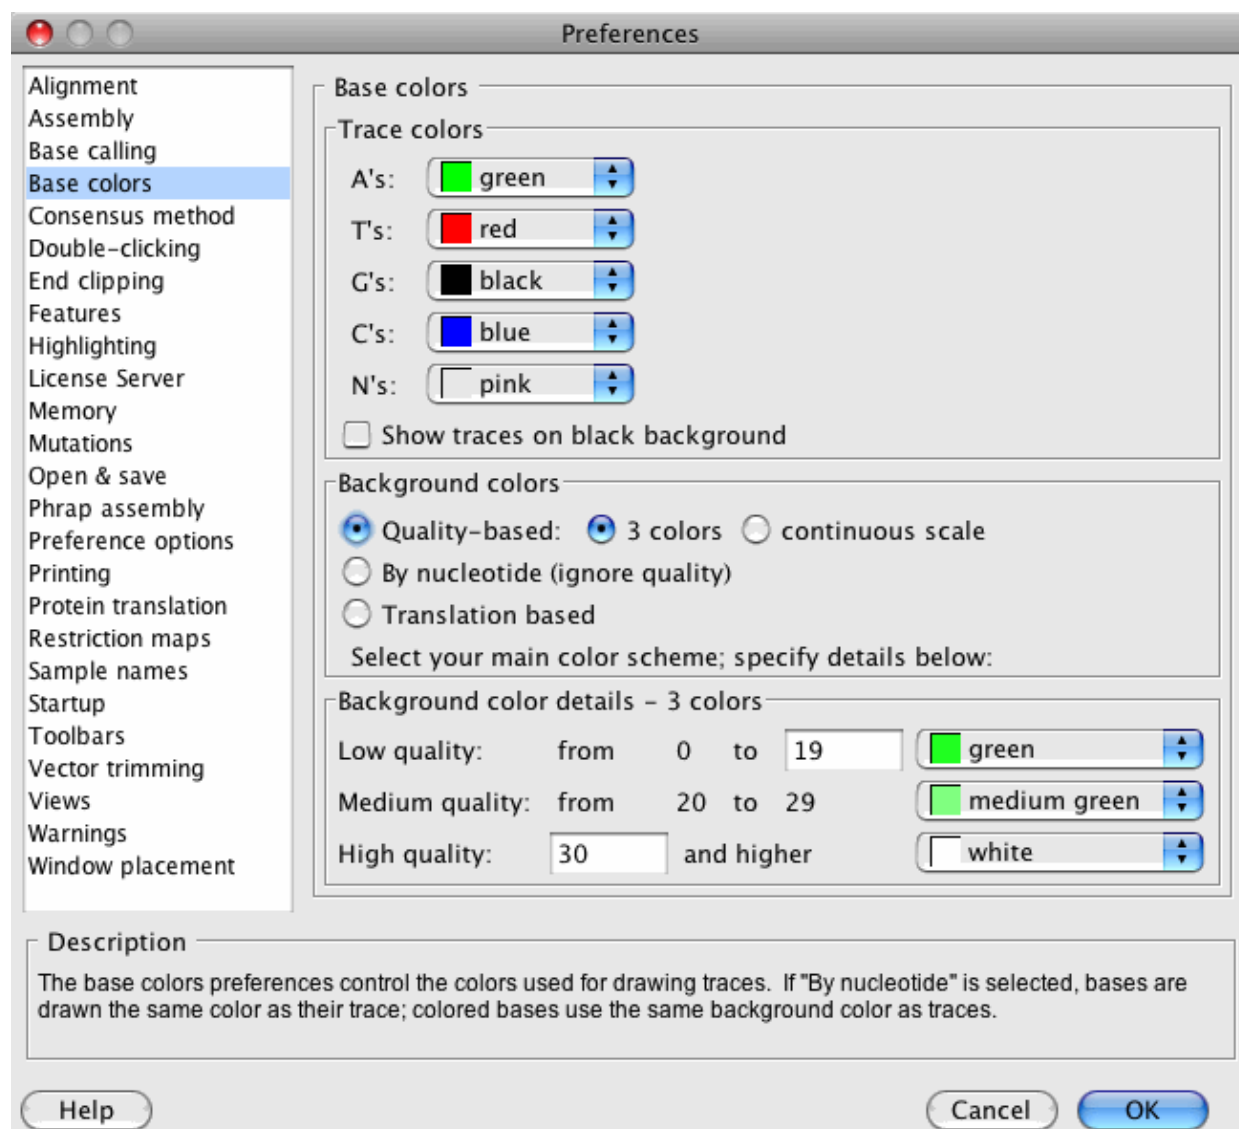 Preferences
Alignment
Assembly
Base calling
Base colors
Consensus method
Double-clicking
End clipping
Features
Highlighting
License Server
Memory
Mutations
Open & save
Phrap assembly
Preference options
Printing
Protein translation
Restriction maps
Sample names
Startup
Toolbars
Vector trimming
Views
Warnings
Window placement
Base colors
Trace colors
A's: green
T's: red
G's: black
C's: blue
N's: pink
Show traces on black background
Background colors
Quality-based: 3 colors continuous scale
By nucleotide (ignore quality)
Translation based
Select your main color scheme; specify details below:
Background color details - 3 colors
Low quality: from 0 to 19 green
Medium quality: from 20 to 29 medium green
High quality: 30 and higher white
Description
The base colors preferences control the colors used for drawing traces. If "By nucleotide" is selected, bases are
drawn the same color as their trace; colored bases use the same background color as traces.
Help Cancel OK